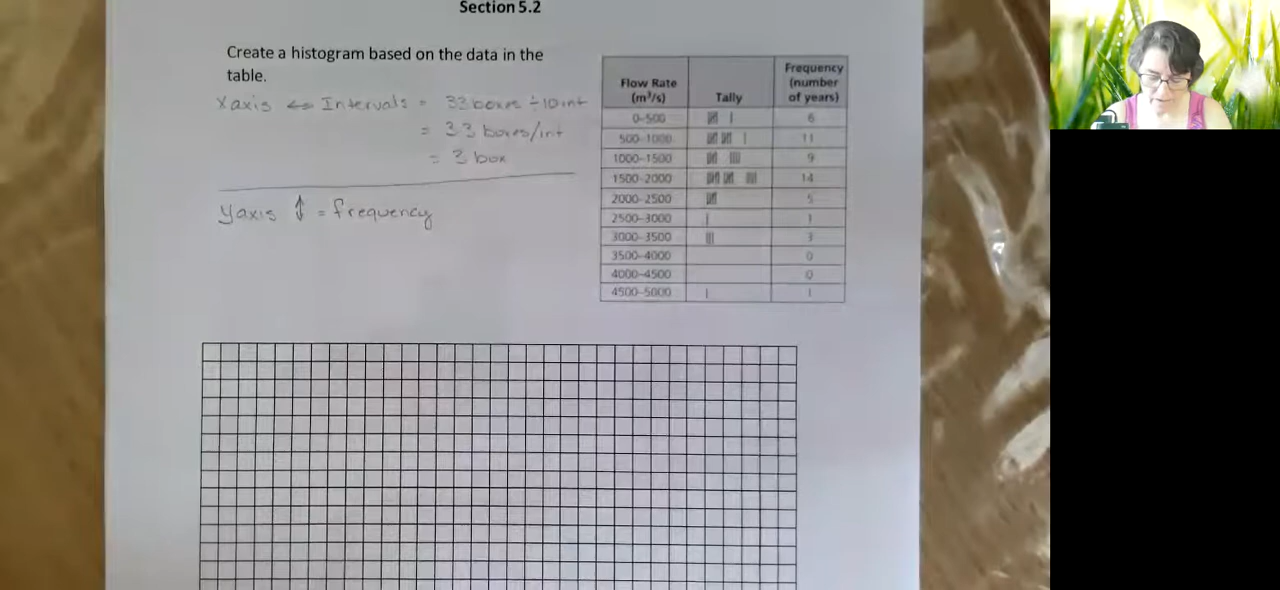 Section 5.2
Create a histogram based on the data in the
table.
x axis ↔ Intervals = 33 boxes ÷ 10 int
= 3.3 boxes/int
= 3 box
y axis ↕ = frequency
Flow Rate (m³/s) Tally Frequency (number of years)
0–500 6
500–1000 11
1000–1500 9
1500–2000 14
2000–2500 5
2500–3000 1
3000–3500 3
3500–4000 0
4000–4500 0
4500–5000 1